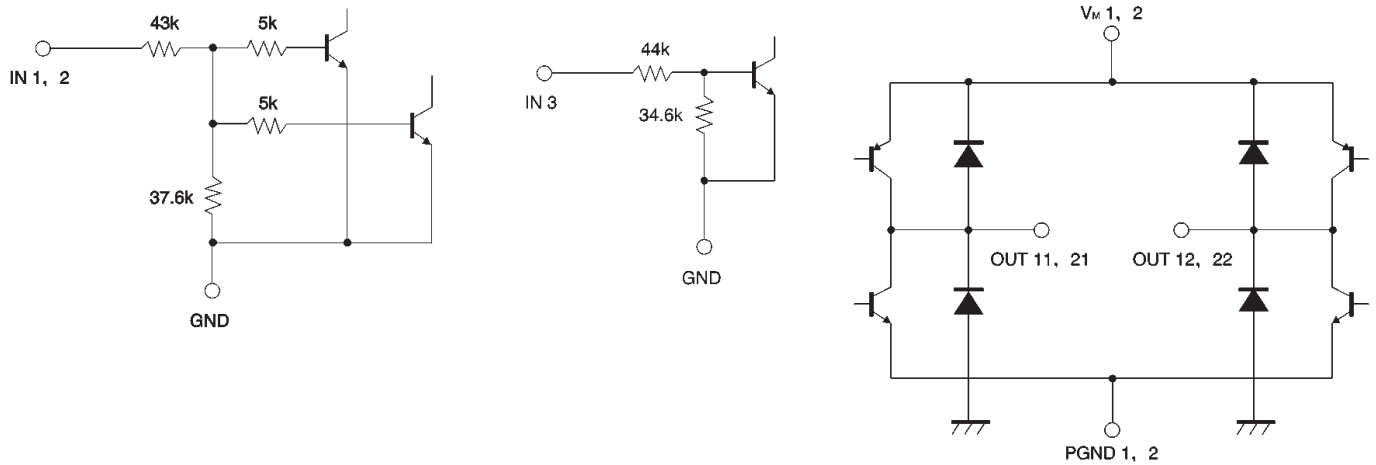 43k
5k
IN 1, 2
5k
37.6k
GND
44k
IN 3
34.6k
GND
VM 1, 2
OUT 11, 21
OUT 12, 22
PGND 1, 2